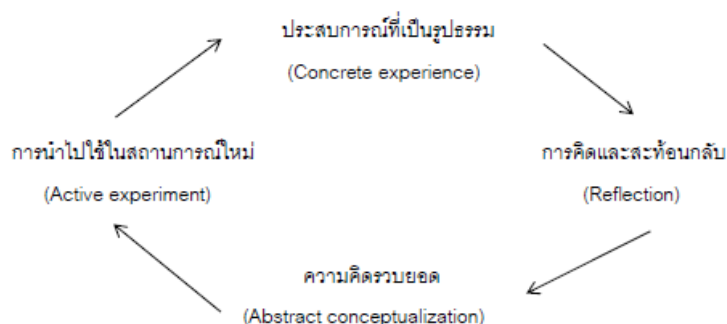 ประสบการณ์ที่เป็นรูปธรรม
(Concrete experience)
การนำไปใช้ในสถานการณ์ใหม่
(Active experiment)
การคิดและสะท้อนกลับ
(Reflection)
ความคิดรวบยอด
(Abstract conceptualization)